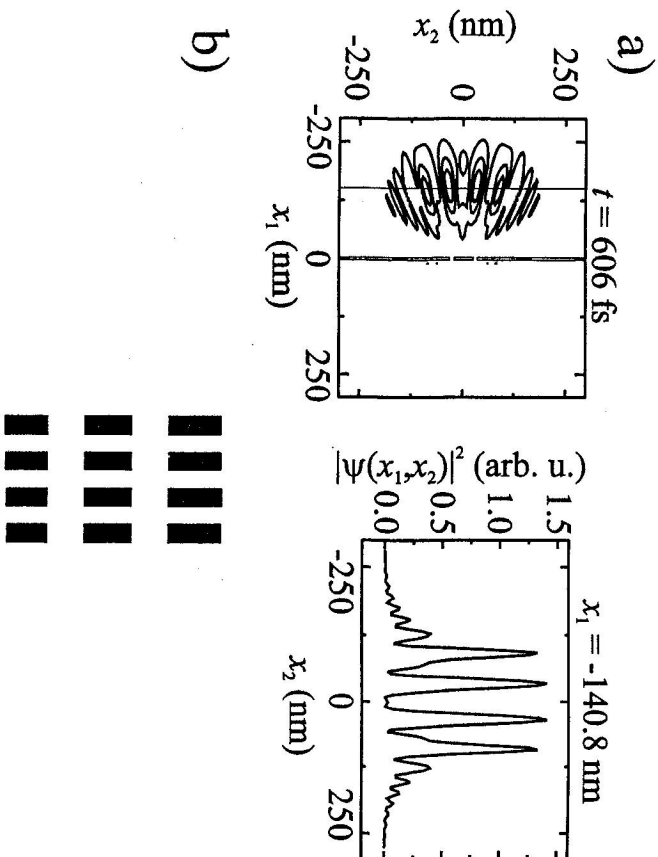 a)
t = 606 fs
x₂ (nm)
250
0
-250
-250
0
250
x₁ (nm)
x₁ = -140.8 nm
|ψ(x₁,x₂)|² (arb. u.)
1.5
1.0
0.5
0.0
-250
0
250
x₂ (nm)
b)